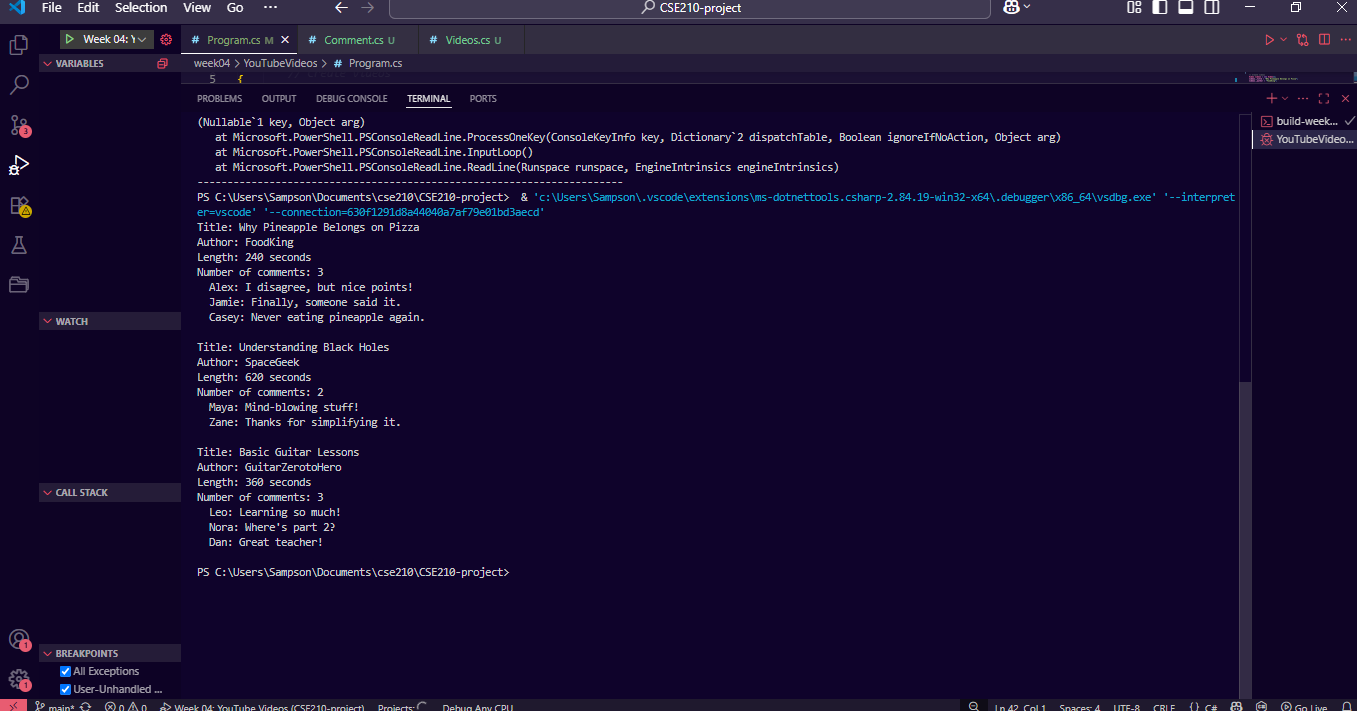 File Edit Selection View Go ··· CSE210-project
Week 04: Y
# Program.cs M # Comment.cs U # Videos.cs U
VARIABLES
week04 > YouTubeVideos > # Program.cs
5 {
PROBLEMS OUTPUT DEBUG CONSOLE TERMINAL PORTS
(Nullable`1 key, Object arg)
at Microsoft.PowerShell.PSConsoleReadLine.ProcessOneKey(ConsoleKeyInfo key, Dictionary`2 dispatchTable, Boolean ignoreIfNoAction, Object arg)
at Microsoft.PowerShell.PSConsoleReadLine.InputLoop()
at Microsoft.PowerShell.PSConsoleReadLine.ReadLine(Runspace runspace, EngineIntrinsics engineIntrinsics)
-----------------------------------------------------------------------
PS C:\Users\Sampson\Documents\cse210\CSE210-project>  & 'c:\Users\Sampson\.vscode\extensions\ms-dotnettools.csharp-2.84.19-win32-x64\.debugger\x86_64\vsdbg.exe' '--interpret
er=vscode' '--connection=630f1291d8a44040a7af79e01bd3aecd'
Title: Why Pineapple Belongs on Pizza
Author: FoodKing
Length: 240 seconds
Number of comments: 3
Alex: I disagree, but nice points!
Jamie: Finally, someone said it.
Casey: Never eating pineapple again.
Title: Understanding Black Holes
Author: SpaceGeek
Length: 620 seconds
Number of comments: 2
Maya: Mind-blowing stuff!
Zane: Thanks for simplifying it.
Title: Basic Guitar Lessons
Author: GuitarZerotoHero
Length: 360 seconds
Number of comments: 3
Leo: Learning so much!
Nora: Where's part 2?
Dan: Great teacher!
PS C:\Users\Sampson\Documents\cse210\CSE210-project>
build-week...
YouTubeVideo...
3
WATCH
CALL STACK
BREAKPOINTS
All Exceptions
User-Unhandled ...
1
1
main* 0 0 Week 04: YouTube Videos (CSE210-project) Projects: Debug Any CPU Ln 42, Col 1 Spaces: 4 UTF-8 CRLF {} C# Go Live